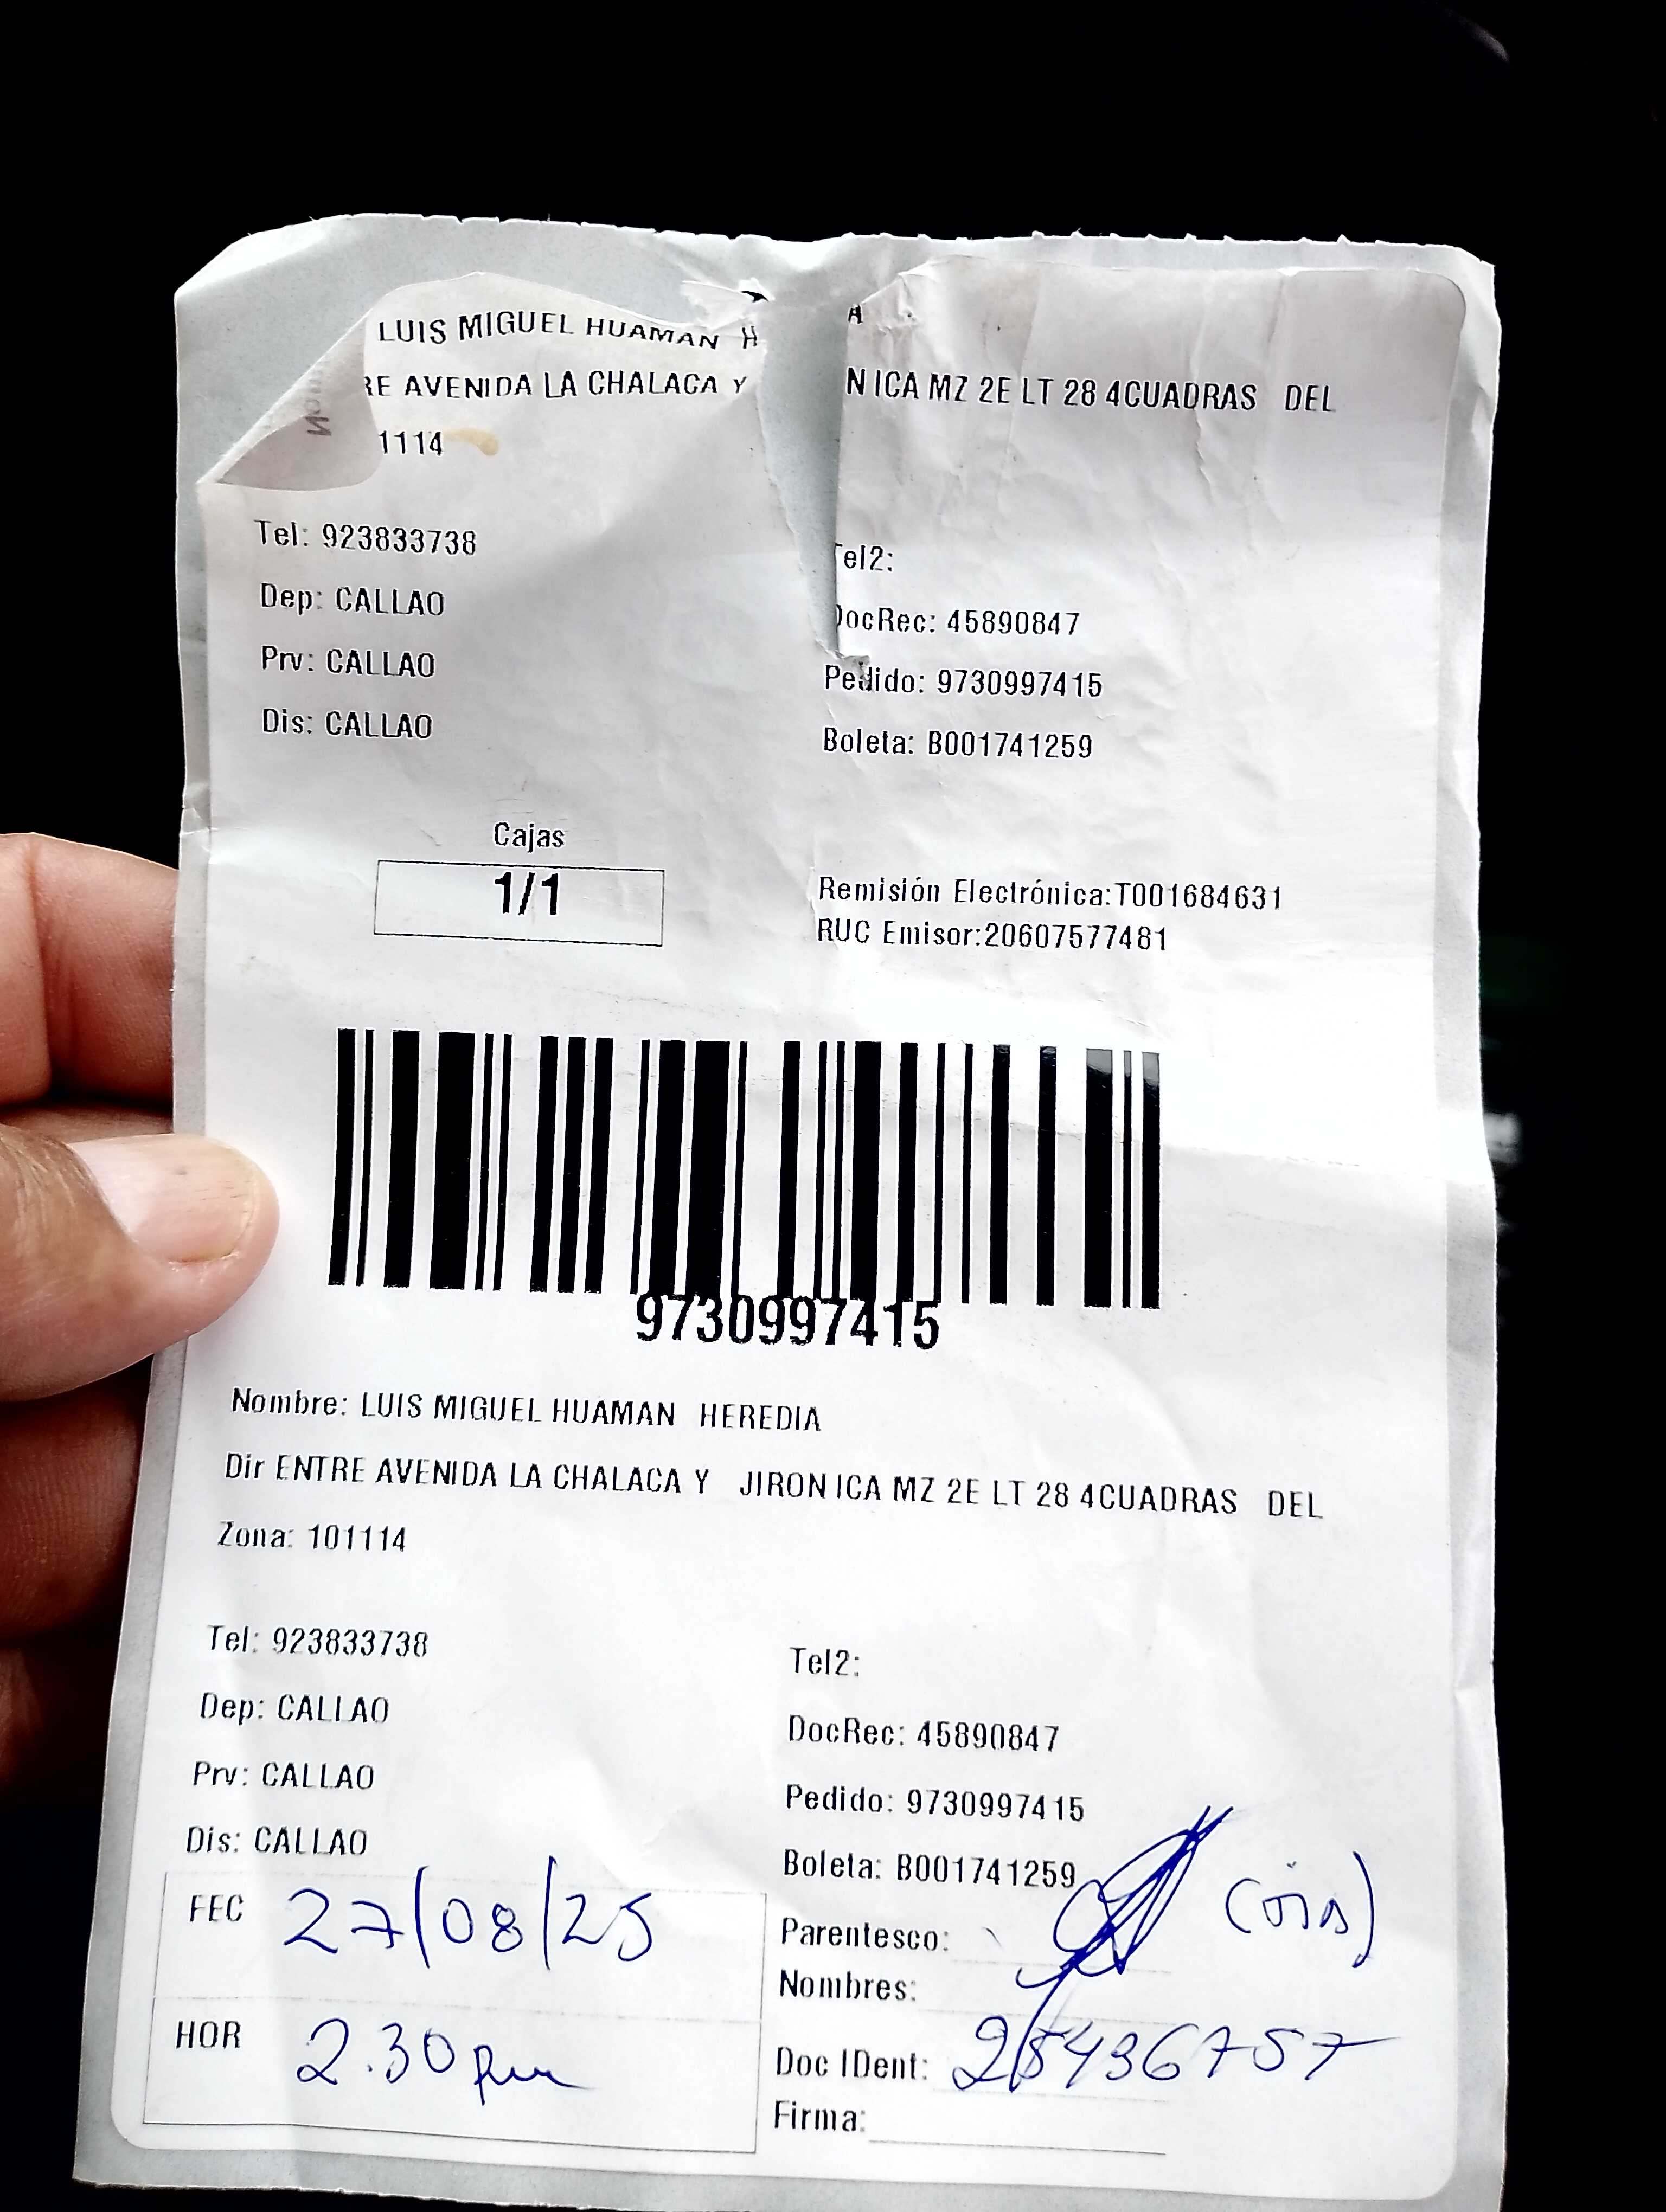 LUIS MIGUEL HUAMAN H A
RE AVENIDA LA CHALACA Y N ICA MZ 2E LT 28 4CUADRAS DEL
1114
Tel: 923833738
Tel2:
Dep: CALLAO
DocRec: 45890847
Prv: CALLAO
Pedido: 9730997415
Dis: CALLAO
Boleta: B001741259
Cajas
1/1
Remisión Electrónica:T001684631
RUC Emisor:20607577481
9730997415
Nombre: LUIS MIGUEL HUAMAN HEREDIA
Dir ENTRE AVENIDA LA CHALACA Y JIRON ICA MZ 2E LT 28 4CUADRAS DEL
Zona: 101114
Tel: 923833738
Tel2:
Dep: CALLAO
DocRec: 45890847
Prv: CALLAO
Pedido: 9730997415
Dis: CALLAO
Boleta: B001741259
FEC 27/08/25
Parentesco:
Nombres:
HOR 2.30 pm
Doc IDent: 25436757
Firma: